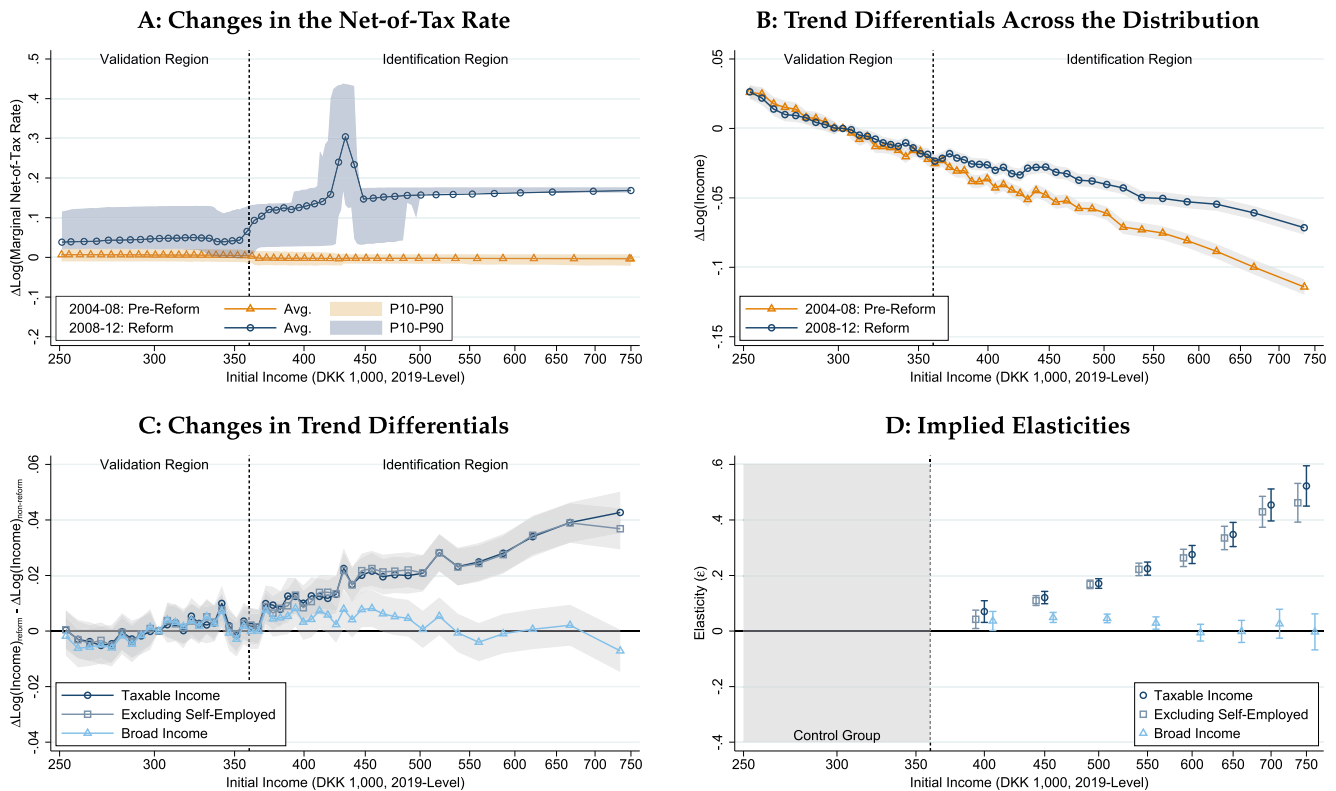 A: Changes in the Net-of-Tax Rate
Validation Region
Identification Region
ΔLog(Marginal Net-of-Tax Rate)
.5
.4
.3
.2
.1
0
-.1
-.2
2004-08: Pre-Reform Avg. P10-P90
2008-12: Reform Avg. P10-P90
250 300 350 400 450 500 550 600 650 700 750
Initial Income (DKK 1,000, 2019-Level)
B: Trend Differentials Across the Distribution
Validation Region
Identification Region
ΔLog(Income)
.05
0
-.05
-.1
-.15
2004-08: Pre-Reform
2008-12: Reform
250 300 350 400 450 500 550 600 650 700 750
Initial Income (DKK 1,000, 2019-Level)
C: Changes in Trend Differentials
Validation Region
Identification Region
ΔLog(Income)reform - ΔLog(Income)non-reform
.06
.04
.02
0
-.02
-.04
Taxable Income
Excluding Self-Employed
Broad Income
250 300 350 400 450 500 550 600 650 700 750
Initial Income (DKK 1,000, 2019-Level)
D: Implied Elasticities
Elasticity (ε)
.6
.4
.2
0
-.2
-.4
Control Group
Taxable Income
Excluding Self-Employed
Broad Income
250 300 350 400 450 500 550 600 650 700 750
Initial Income (DKK 1,000, 2019-Level)